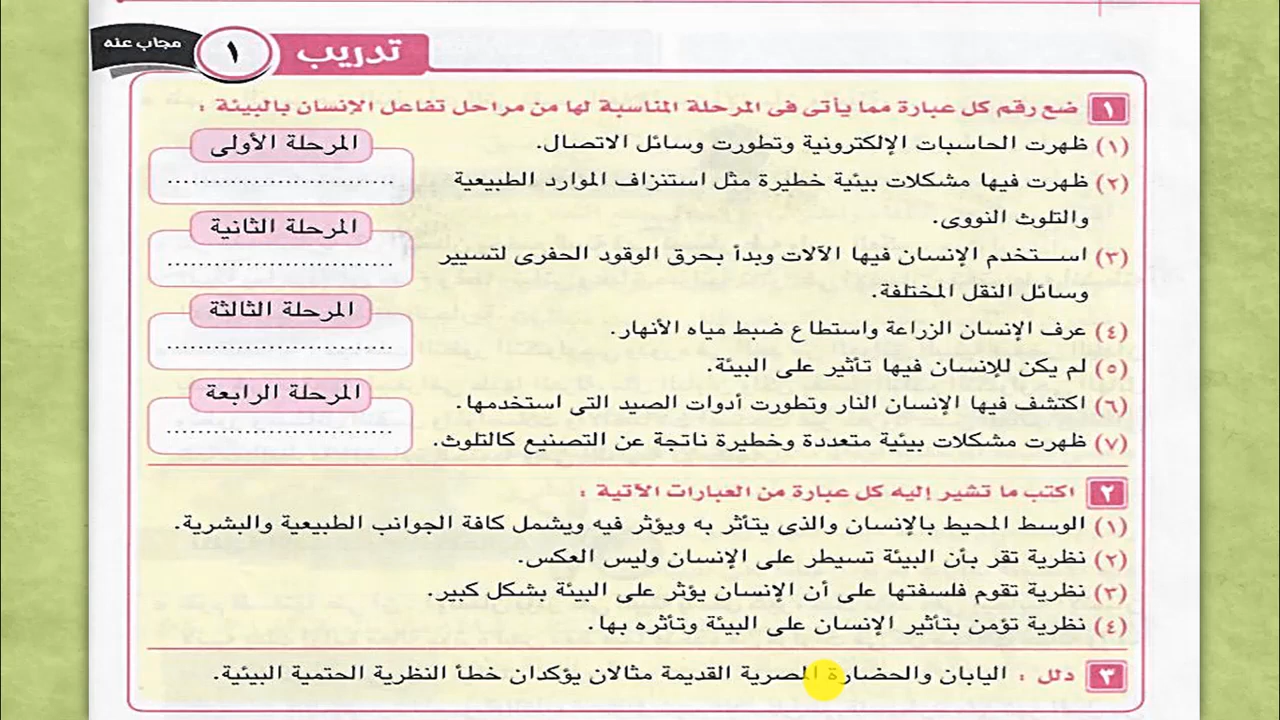 تدريب ١ مجاب عنه
١ ضع رقم كل عبارة مما يأتى فى المرحلة المناسبة لها من مراحل تفاعل الإنسان بالبيئة :
(١) ظهرت الحاسبات الإلكترونية وتطورت وسائل الاتصال.
(٢) ظهرت فيها مشكلات بيئية خطيرة مثل استنزاف الموارد الطبيعية
والتلوث النووى.
(٣) استخدم الإنسان فيها الآلات وبدأ بحرق الوقود الحفرى لتسيير
وسائل النقل المختلفة.
(٤) عرف الإنسان الزراعة واستطاع ضبط مياه الأنهار.
(٥) لم يكن للإنسان فيها تأثير على البيئة.
(٦) اكتشف فيها الإنسان النار وتطورت أدوات الصيد التى استخدمها.
(٧) ظهرت مشكلات بيئية متعددة وخطيرة ناتجة عن التصنيع كالتلوث.
المرحلة الأولى
المرحلة الثانية
المرحلة الثالثة
المرحلة الرابعة
٢ اكتب ما تشير إليه كل عبارة من العبارات الآتية :
(١) الوسط المحيط بالإنسان والذى يتأثر به ويؤثر فيه ويشمل كافة الجوانب الطبيعية والبشرية.
(٢) نظرية تقر بأن البيئة تسيطر على الإنسان وليس العكس.
(٣) نظرية تقوم فلسفتها على أن الإنسان يؤثر على البيئة بشكل كبير.
(٤) نظرية تؤمن بتأثير الإنسان على البيئة وتأثره بها.
٣ دلل : اليابان والحضارة المصرية القديمة مثالان يؤكدان خطأ النظرية الحتمية البيئية.